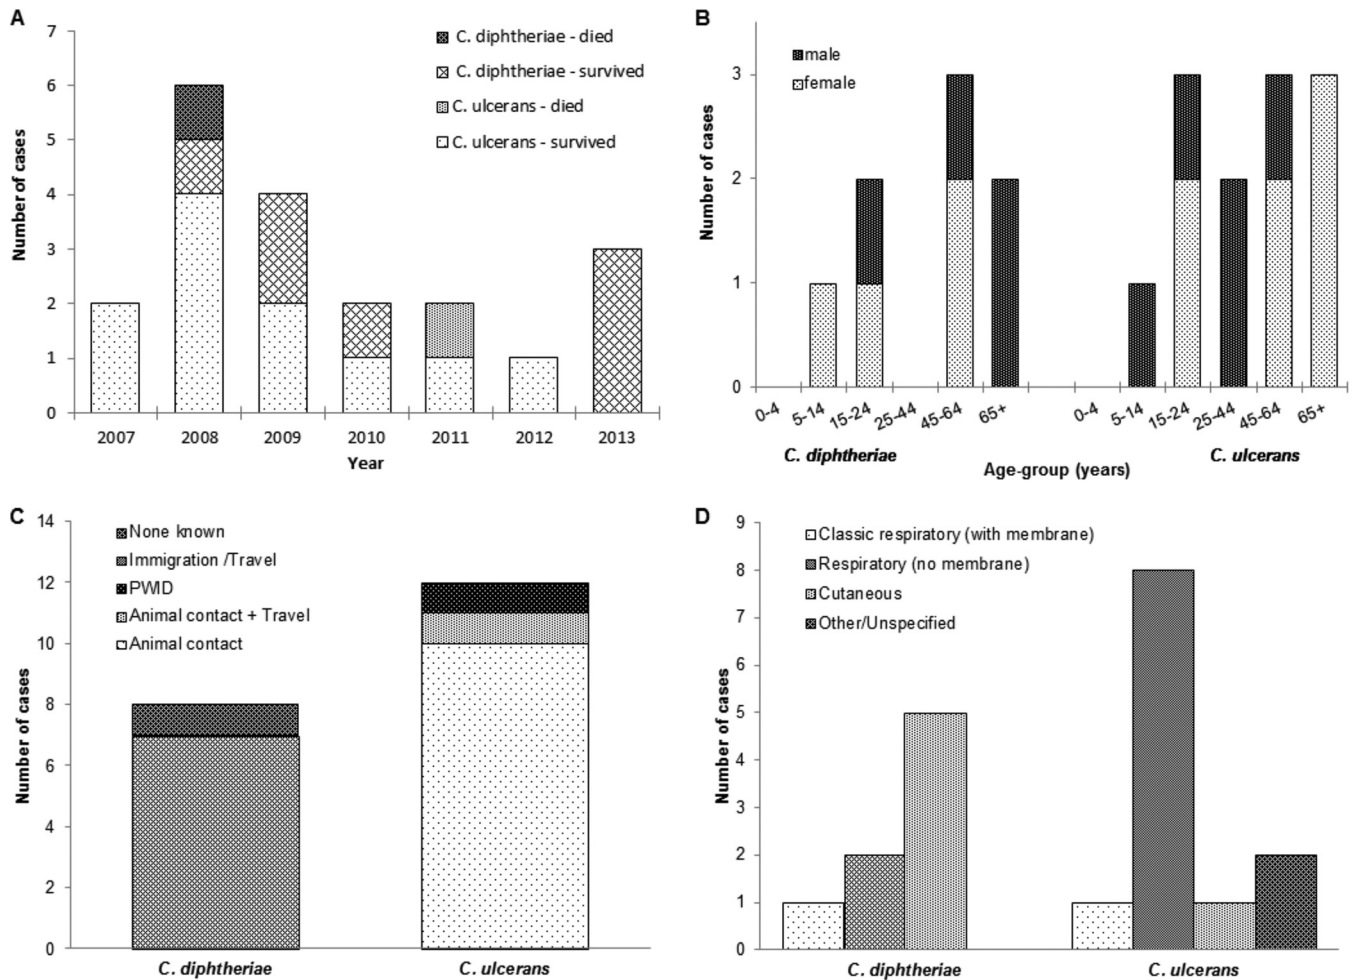 A
Number of cases
7
6
5
4
3
2
1
0
C. diphtheriae - died
C. diphtheriae - survived
C. ulcerans - died
C. ulcerans - survived
2007 2008 2009 2010 2011 2012 2013
Year
B
Number of cases
3
2
1
0
male
female
0-4 5-14 15-24 25-44 45-64 65+ 0-4 5-14 15-24 25-44 45-64 65+
C. diphtheriae C. ulcerans
Age-group (years)
C
Number of cases
14
12
10
8
6
4
2
0
None known
Immigration /Travel
PWID
Animal contact + Travel
Animal contact
C. diphtheriae C. ulcerans
D
Number of cases
9
8
7
6
5
4
3
2
1
0
Classic respiratory (with membrane)
Respiratory (no membrane)
Cutaneous
Other/Unspecified
C. diphtheriae C. ulcerans